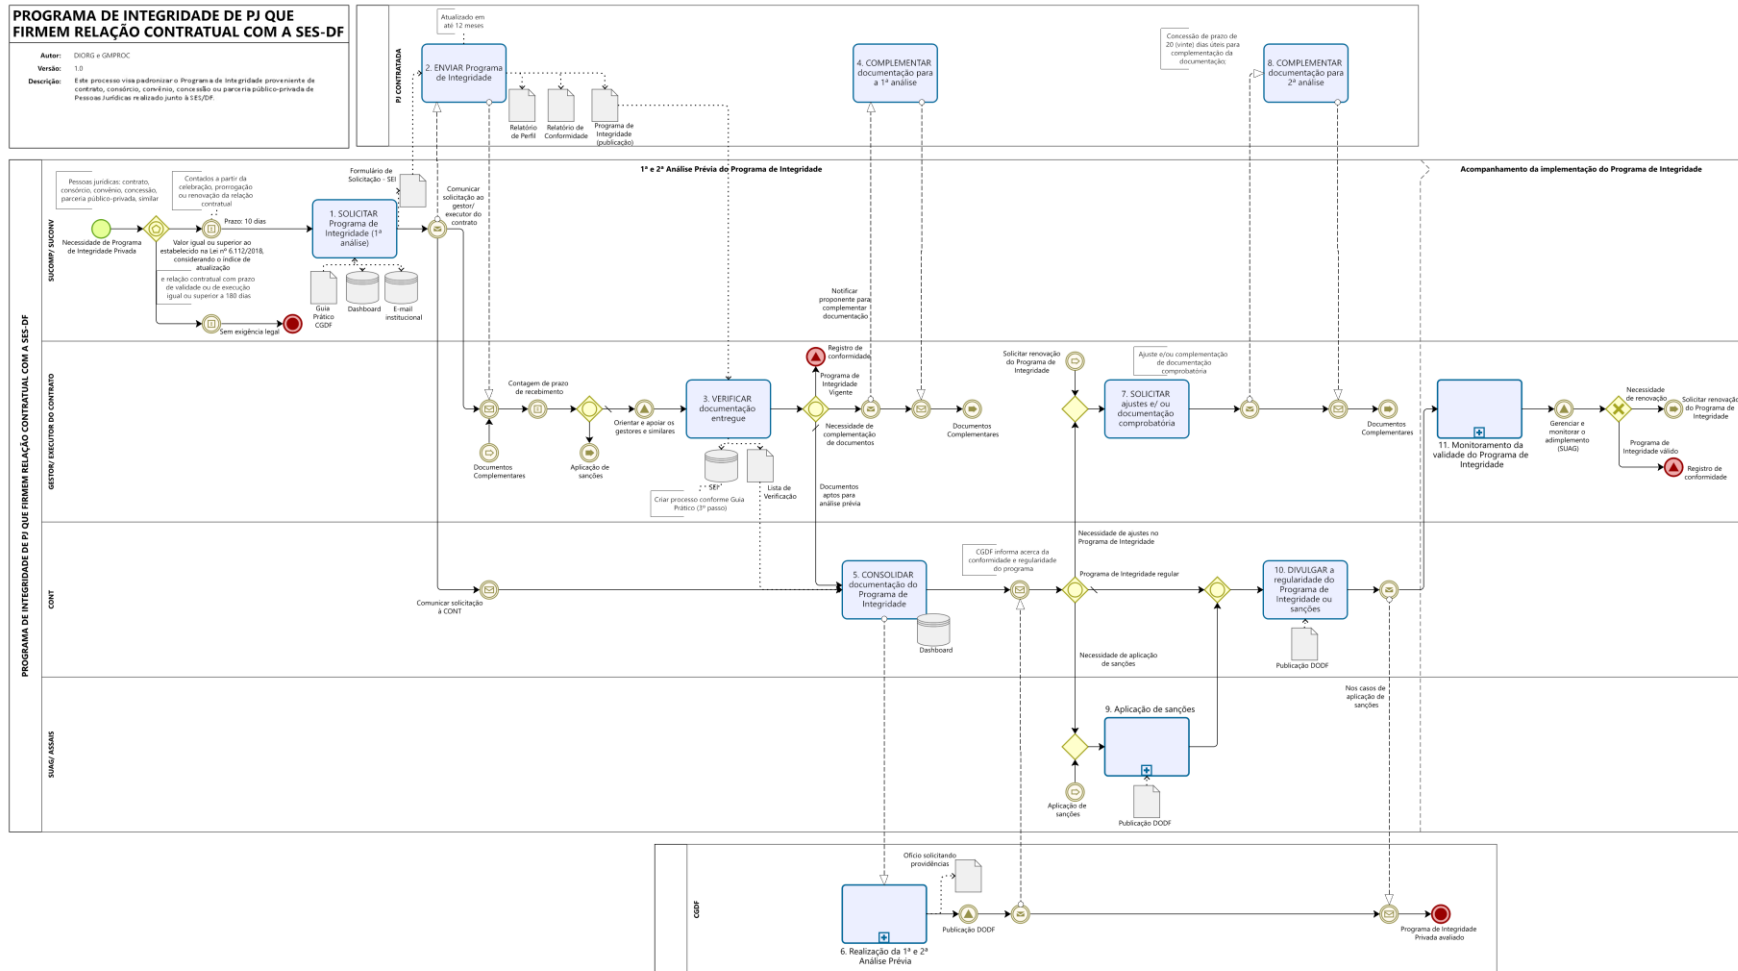 PROGRAMA DE INTEGRIDADE DE PJ QUE
FIRMEM RELAÇÃO CONTRATUAL COM A SES-DF
Autor: DIORG e GMPROC
Versão: 1.0
Descrição: Este processo visa padronizar o Programa de Integridade proveniente de
contrato, consórcio, convênio, concessão ou parceria público-privada de
Pessoas Jurídicas realizado junto à SES/DF.
PJ CONTRATADA
Atualizado em
até 12 meses
2. ENVIAR Programa
de Integridade
Relatório
de Perfil
Relatório de
Conformidade
Programa de
Integridade
(publicação)
4. COMPLEMENTAR
documentação para
a 1ª análise
Concessão de prazo de
20 (vinte) dias úteis para
complementação da
documentação;
8. COMPLEMENTAR
documentação para
2ª análise
PROGRAMA DE INTEGRIDADE DE PJ QUE FIRMEM RELAÇÃO CONTRATUAL COM A SES-DF
1ª e 2ª Análise Prévia do Programa de Integridade
Acompanhamento da implementação do Programa de Integridade
SUCOMP/ SUCONV
Pessoas jurídicas: contrato,
consórcio, convênio, concessão,
parceria público-privada, similar
Contados a partir da
celebração, prorrogação
ou renovação da relação
contratual
Necessidade de Programa
de Integridade Privada
Prazo: 10 dias
Valor igual ou superior ao
estabelecido na Lei nº 6.112/2018,
considerando o índice de
atualização
e relação contratual com prazo
de validade ou de execução
igual ou superior a 180 dias
Sem exigência legal
1. SOLICITAR
Programa de
Integridade (1ª
análise)
Formulário de
Solicitação - SEI
Guia
Prático
CGDF
Dashboard
E-mail
institucional
Comunicar
solicitação ao
gestor/
executor do
contrato
Notificar
proponente para
complementar
documentação
GESTOR/ EXECUTOR DO CONTRATO
Contagem de prazo
de recebimento
Documentos
Complementares
Aplicação de
sanções
Orientar e apoiar os
gestores e similares
3. VERIFICAR
documentação
entregue
SEI
Criar processo conforme Guia
Prático (3º passo)
Lista de
Verificação
Registro de
conformidade
Programa de
Integridade
Vigente
Necessidade de
complementação
de documentos
Documentos
aptos para
análise prévia
Documentos
Complementares
Solicitar renovação
do Programa de
Integridade
Ajuste e/ou complementação
de documentação
comprobatória
7. SOLICITAR
ajustes e/ ou
documentação
comprobatória
Documentos
Complementares
11. Monitoramento da
validade do Programa de
Integridade
Gerenciar e
monitorar o
adimplemento
(SUAG)
Necessidade
de renovação
Solicitar renovação
do Programa de
Integridade
Programa de
Integridade válido
Registro de
conformidade
CONT
Comunicar solicitação
à CONT
5. CONSOLIDAR
documentação do
Programa de
Integridade
Dashboard
CGDF informa acerca da
conformidade e regularidade
do programa
Necessidade de ajustes no
Programa de Integridade
Programa de Integridade regular
Necessidade de aplicação
de sanções
10. DIVULGAR a
regularidade do
Programa de
Integridade ou
sanções
Publicação DODF
SUAG/ ASSAIS
Nos casos de
aplicação de
sanções
9. Aplicação de sanções
Aplicação de
sanções
Publicação DODF
CGDF
Ofício solicitando
providências
Publicação DODF
6. Realização da 1ª e 2ª
Análise Prévia
Programa de Integridade
Privada avaliado